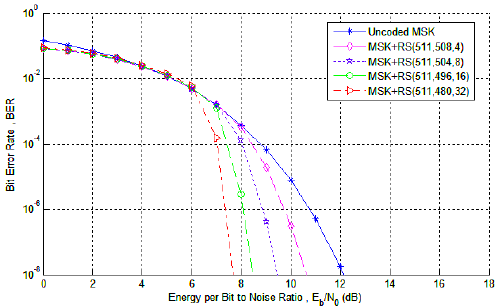 10^0
10^-2
10^-4
10^-6
10^-8
Bit Error Rate , BER
0 2 4 6 8 10 12 14 16 18
Energy per Bit to Noise Ratio , E_b/N_0 (dB)
Uncoded MSK
MSK+RS(511,508,4)
MSK+RS(511,504,8)
MSK+RS(511,496,16)
MSK+RS(511,480,32)